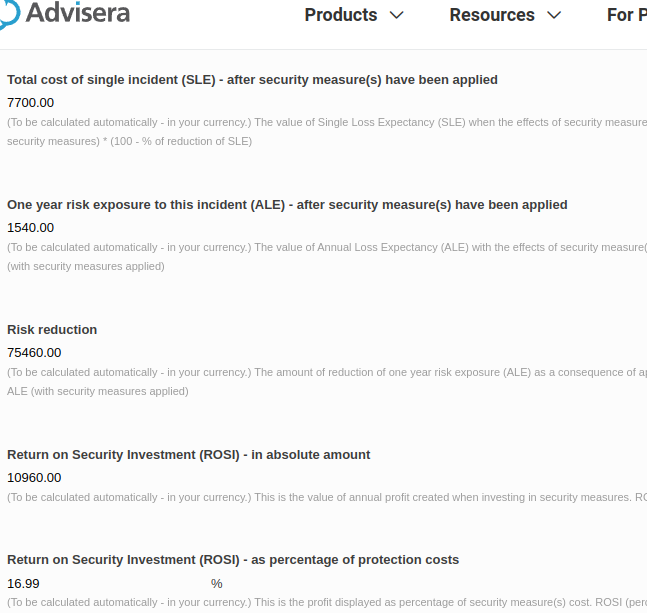 Advisera
Products
Resources
For P
Total cost of single incident (SLE) - after security measure(s) have been applied
7700.00
(To be calculated automatically - in your currency.) The value of Single Loss Expectancy (SLE) when the effects of security measure
security measures) * (100 - % of reduction of SLE)
One year risk exposure to this incident (ALE) - after security measure(s) have been applied
1540.00
(To be calculated automatically - in your currency.) The value of Annual Loss Expectancy (ALE) with the effects of security measure(
(with security measures applied)
Risk reduction
75460.00
(To be calculated automatically - in your currency.) The amount of reduction of one year risk exposure (ALE) as a consequence of a
ALE (with security measures applied)
Return on Security Investment (ROSI) - in absolute amount
10960.00
(To be calculated automatically - in your currency.) This is the value of annual profit created when investing in security measures. RO
Return on Security Investment (ROSI) - as percentage of protection costs
16.99 %
(To be calculated automatically - in your currency.) This is the profit displayed as percentage of security measure(s) cost. ROSI (per